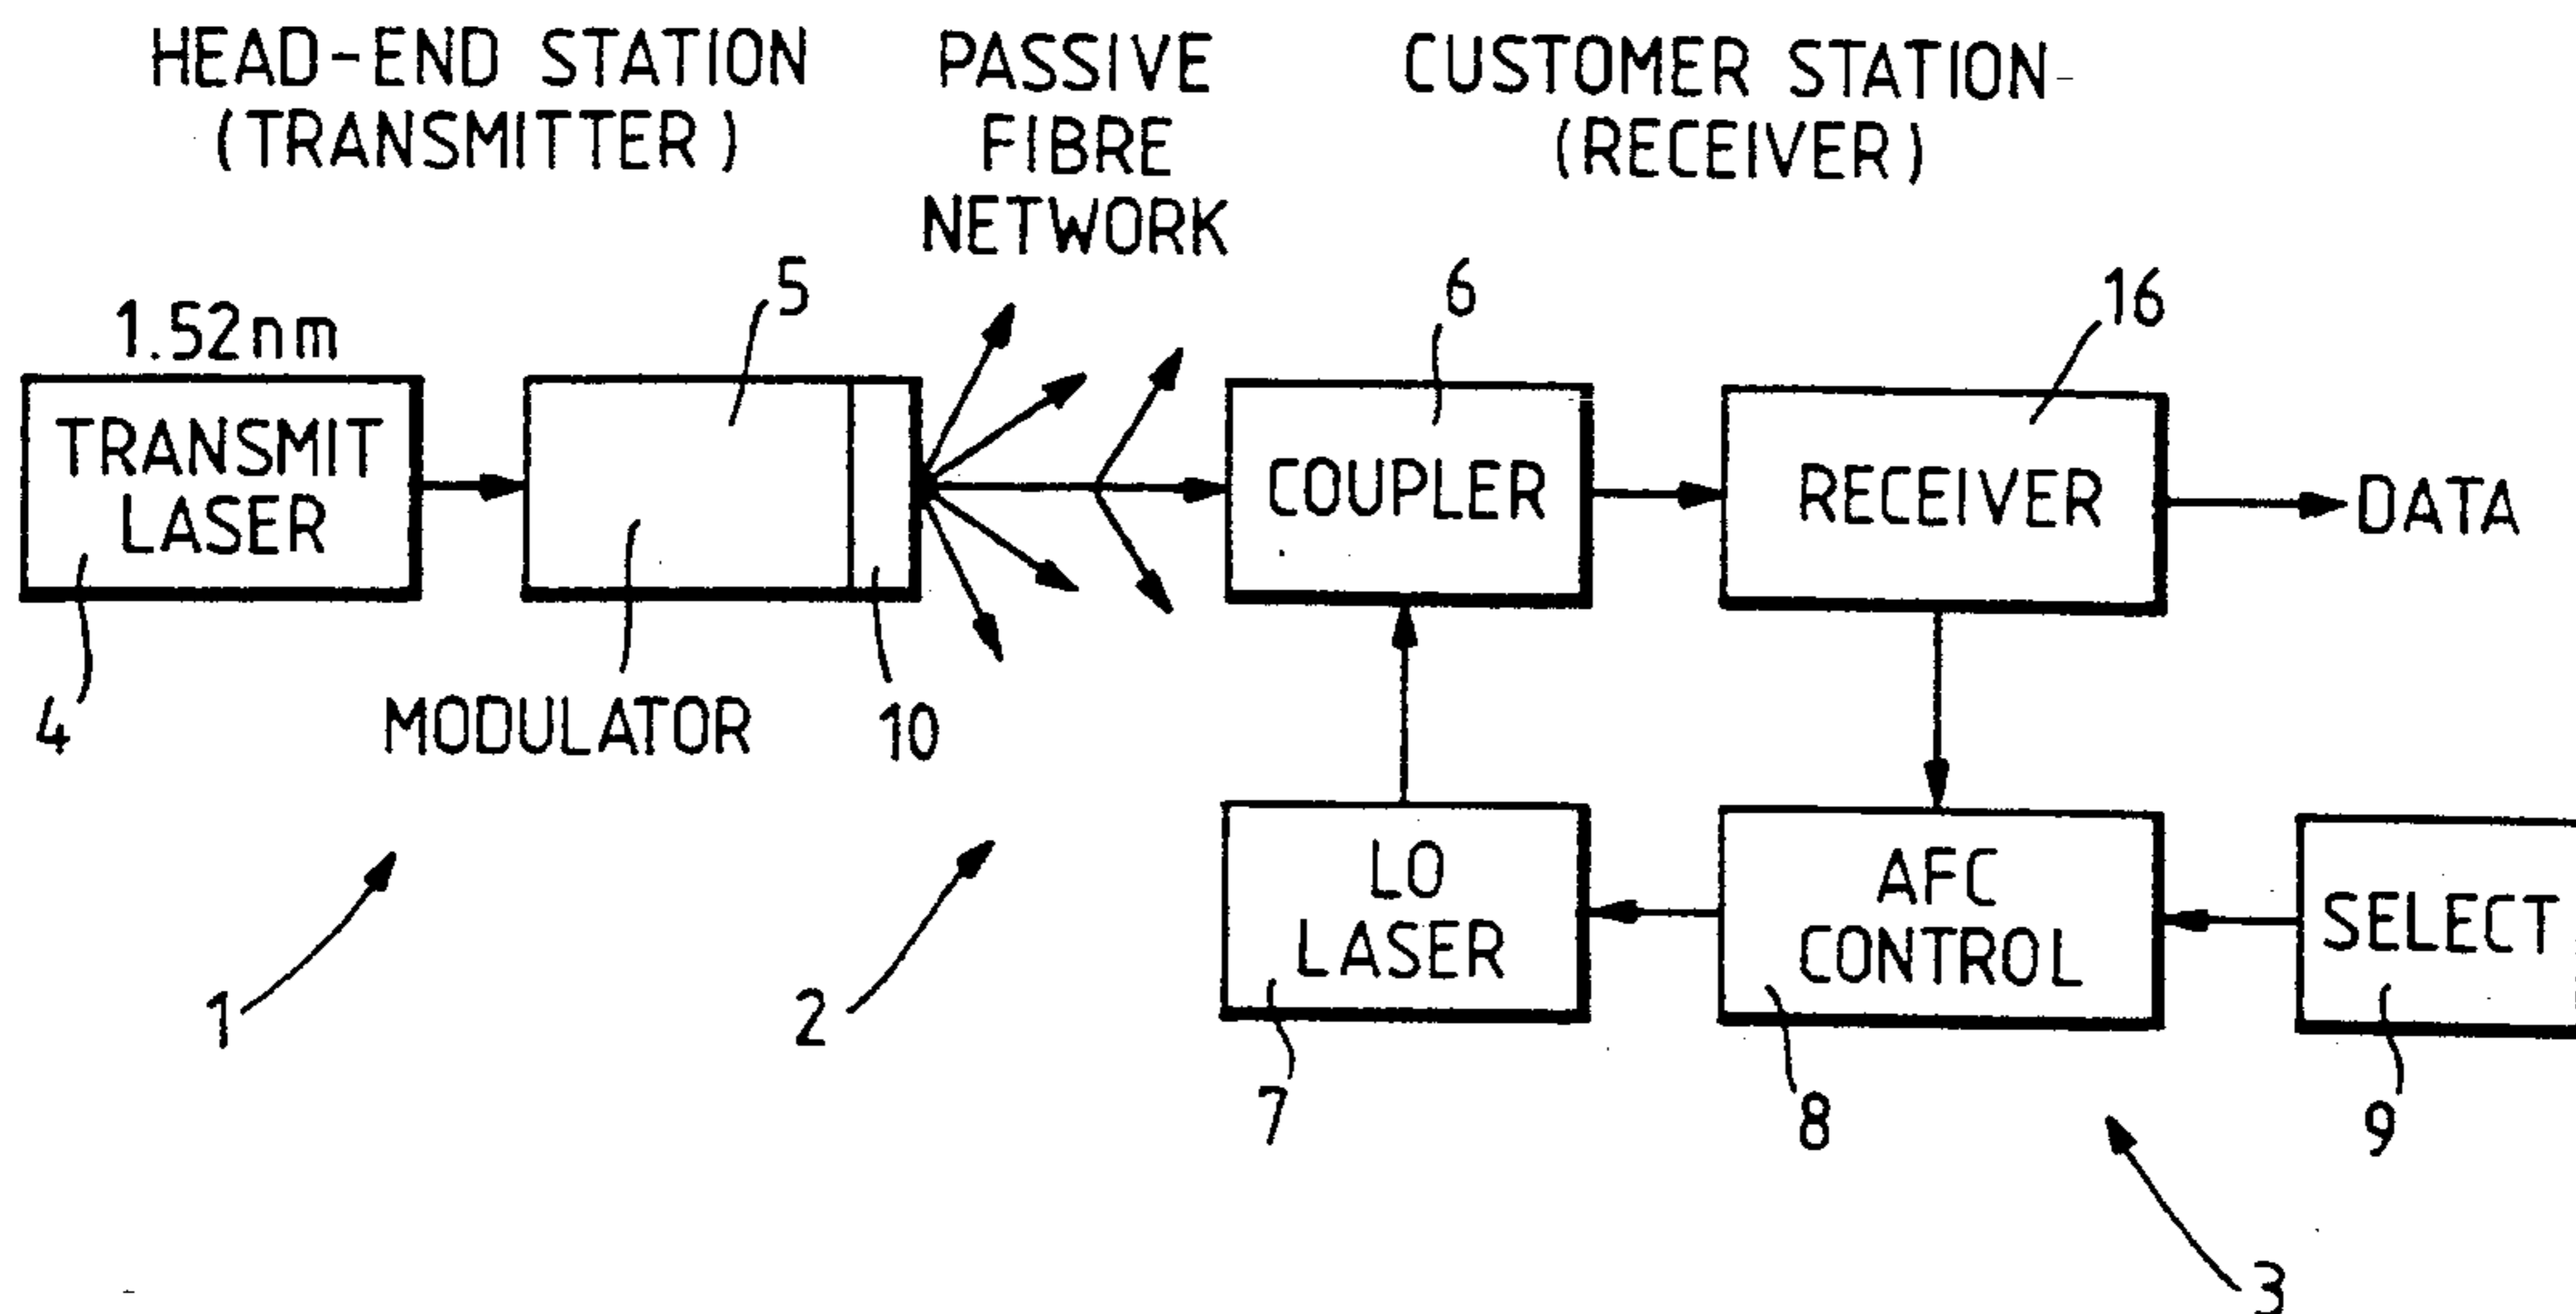 HEAD-END STATION
(TRANSMITTER)
PASSIVE
FIBRE
NETWORK
CUSTOMER STATION
(RECEIVER)
1.52nm
5
6
16
TRANSMIT
LASER
COUPLER
RECEIVER
DATA
4
MODULATOR
10
LO
LASER
AFC
CONTROL
SELECT
1
2
7
8
9
3